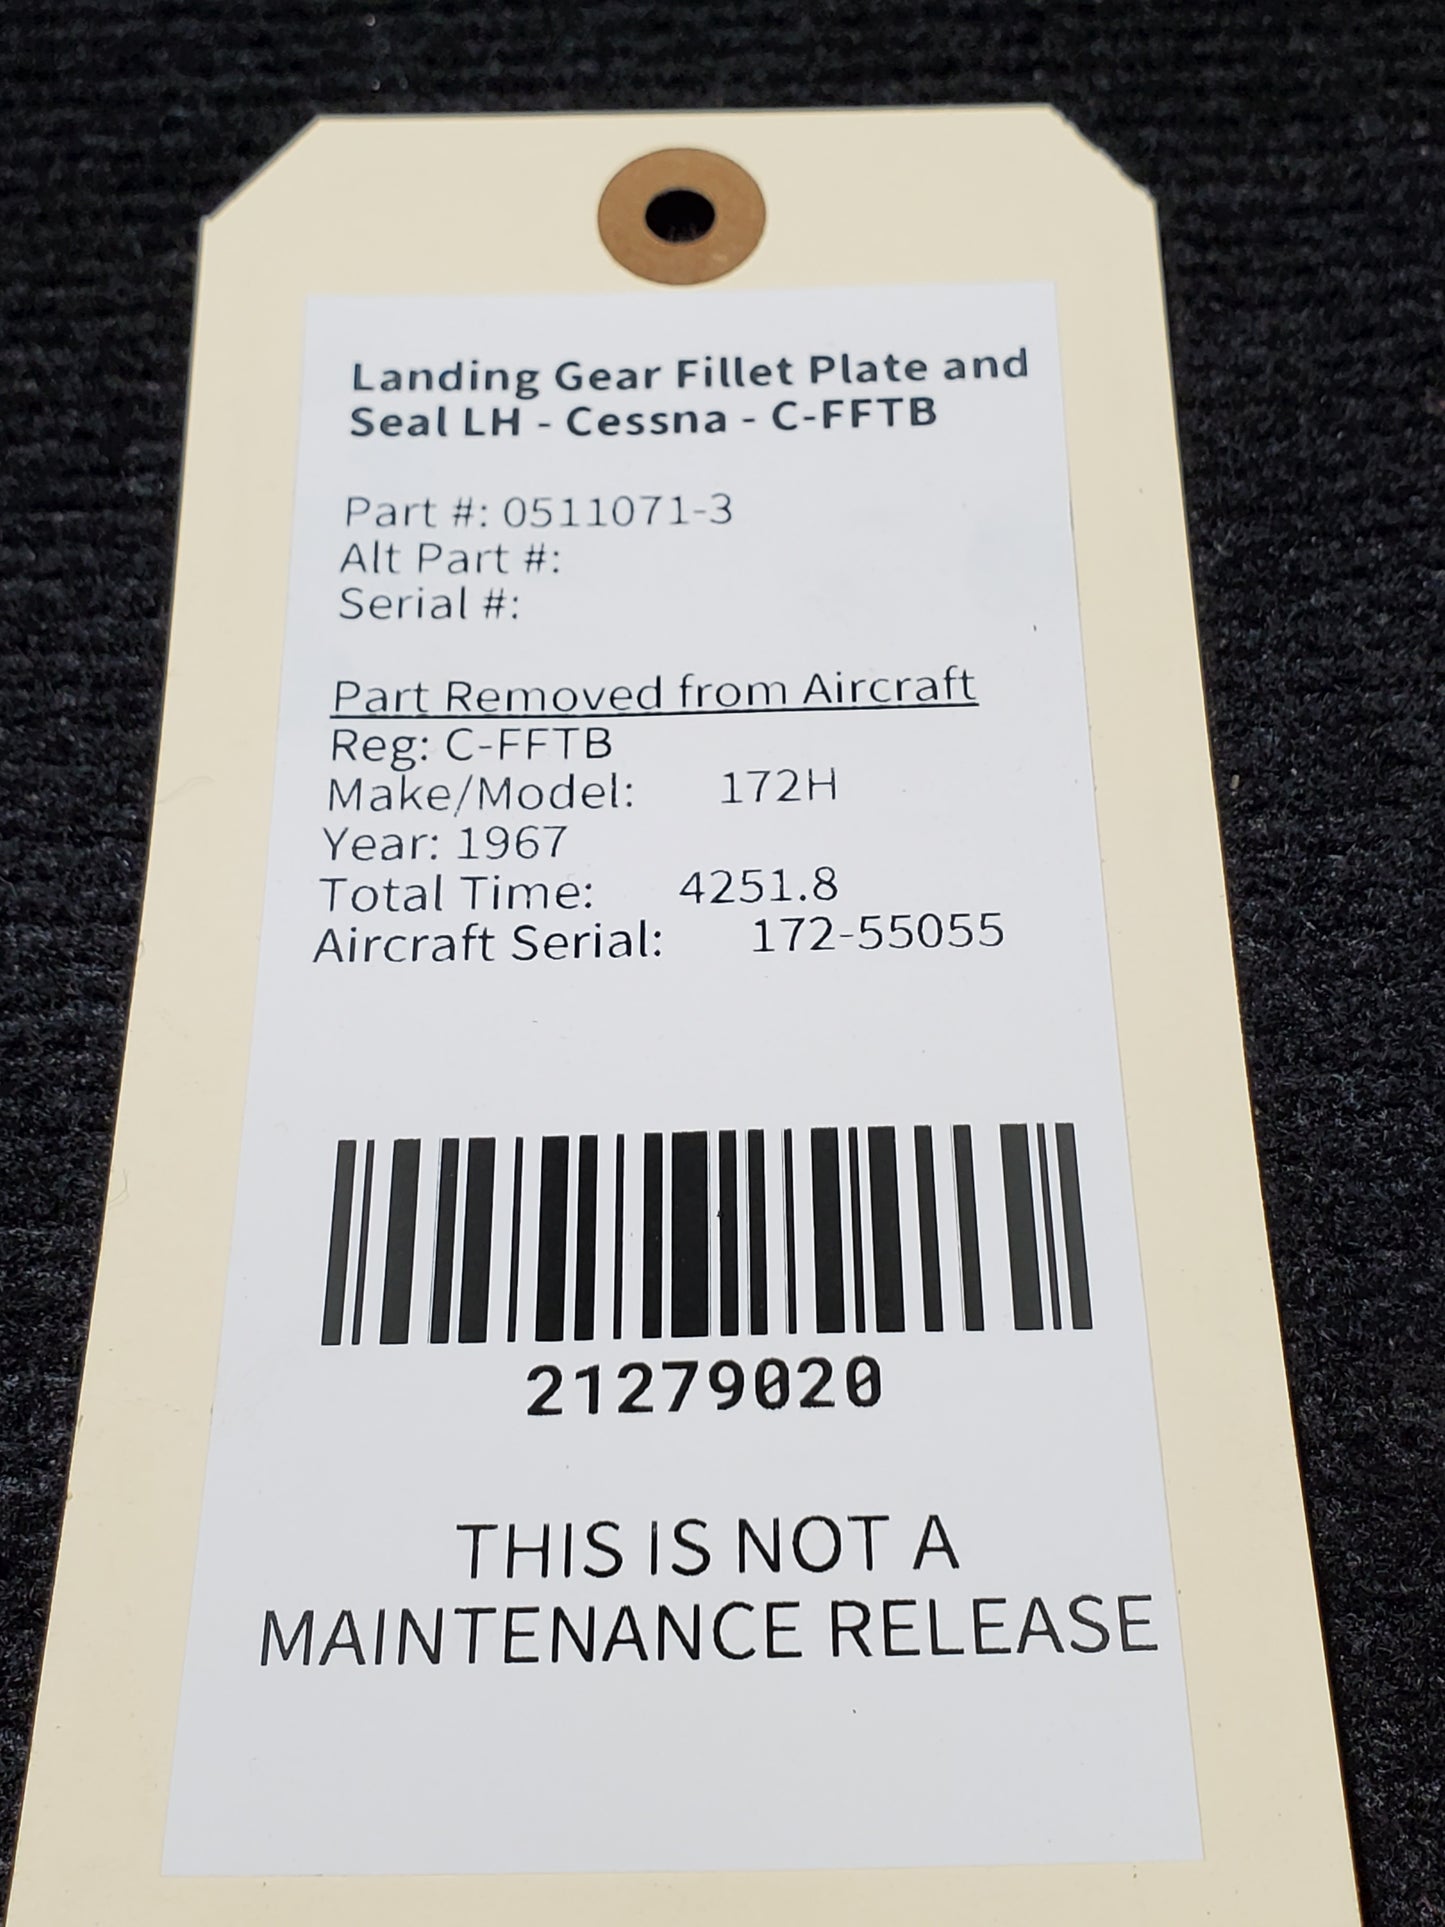 Landing Gear Fillet Plate and
Seal LH - Cessna - C-FFTB
Part #: 0511071-3
Alt Part #:
Serial #:
Part Removed from Aircraft
Reg: C-FFTB
Make/Model: 172H
Year: 1967
Total Time: 4251.8
Aircraft Serial: 172-55055
21279020
THIS IS NOT A
MAINTENANCE RELEASE